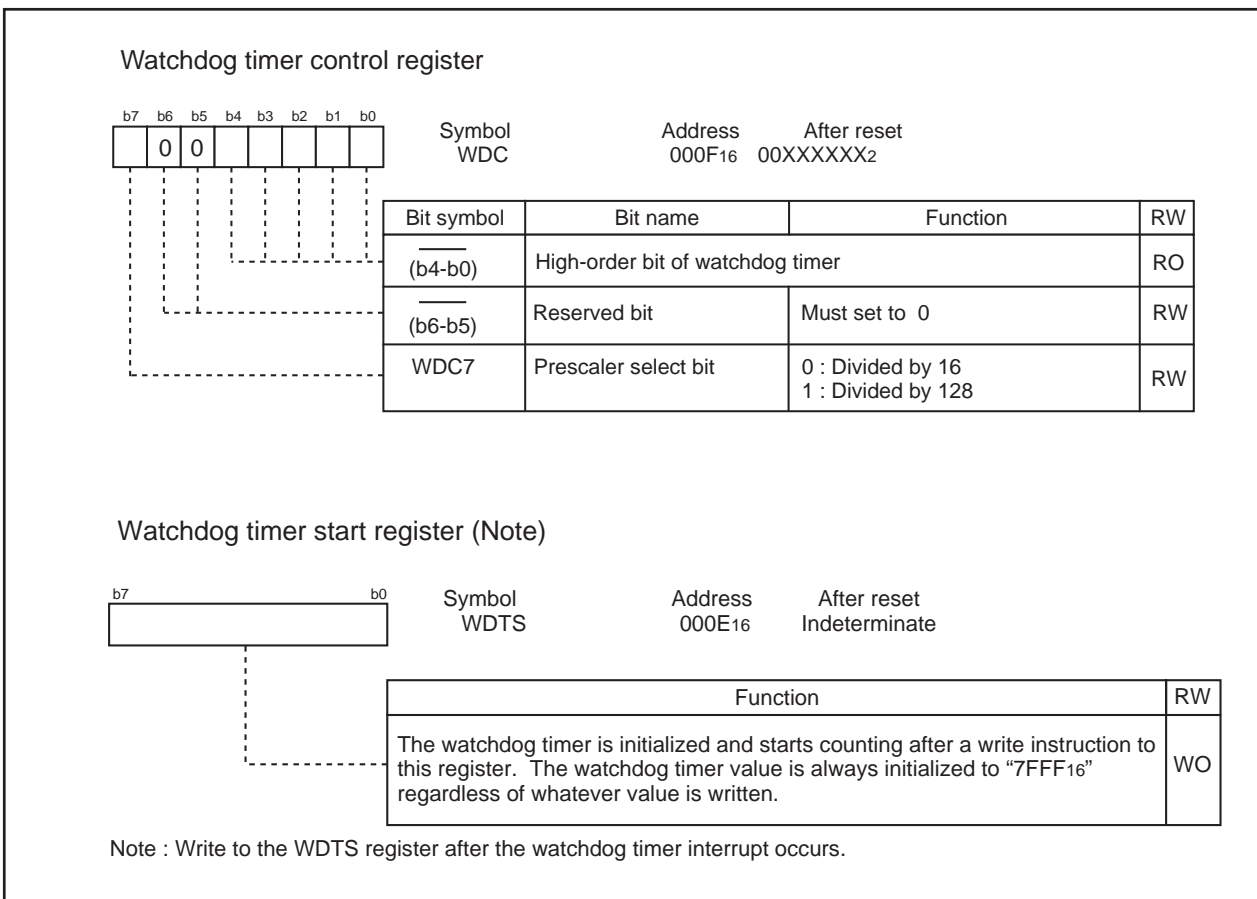 Watchdog timer control register
b7 b6 b5 b4 b3 b2 b1 b0
0 0
Symbol Address After reset
WDC 000F16 00XXXXXX2
Bit symbol Bit name Function RW
(b4-b0) High-order bit of watchdog timer RO
(b6-b5) Reserved bit Must set to 0 RW
WDC7 Prescaler select bit 0 : Divided by 16
1 : Divided by 128 RW
Watchdog timer start register (Note)
b7 b0
Symbol Address After reset
WDTS 000E16 Indeterminate
Function RW
The watchdog timer is initialized and starts counting after a write instruction to
this register. The watchdog timer value is always initialized to “7FFF16” WO
regardless of whatever value is written.
Note : Write to the WDTS register after the watchdog timer interrupt occurs.